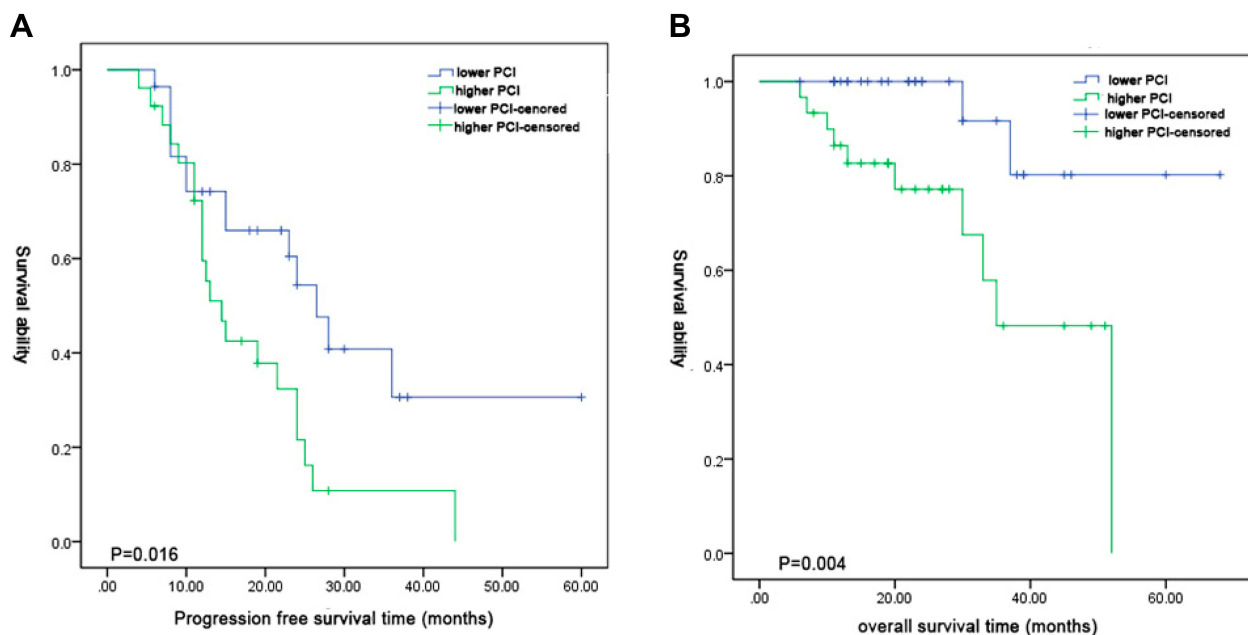 A
lower PCI
higher PCI
lower PCI-cenored
higher PCI-censored
1.0
0.8
0.6
0.4
0.2
0.0
Survival ability
P=0.016
.00 10.00 20.00 30.00 40.00 50.00 60.00
Progression free survival time (months)
B
lower PCI
higher PCI
lower PCI-censored
higher PCI-censored
1.0
0.8
0.6
0.4
0.2
0.0
Survival ability
P=0.004
.00 20.00 40.00 60.00
overall survival time (months)